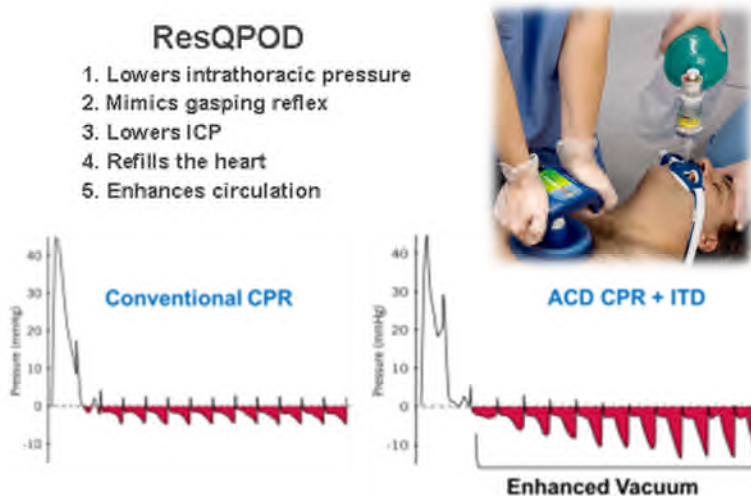 ResQPOD
1. Lowers intrathoracic pressure
2. Mimics gasping reflex
3. Lowers ICP
4. Refills the heart
5. Enhances circulation
40
30
20
10
0
-10
Pressure (mmHg)
Conventional CPR
40
30
20
10
0
-10
Pressure (mmHg)
ACD CPR + ITD
Enhanced Vacuum